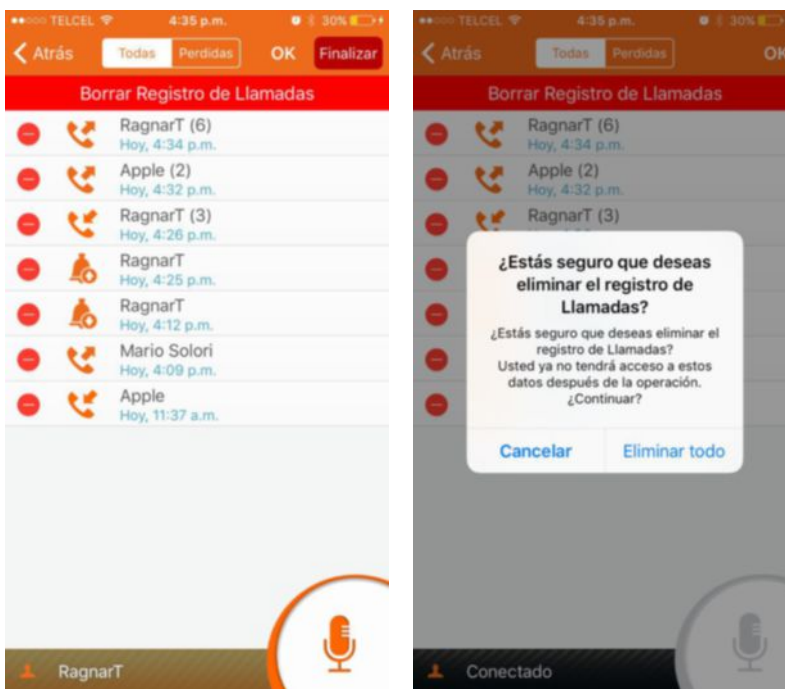 TELCEL 4:35 p.m. 30%
Atrás Todas Perdidas OK Finalizar
Borrar Registro de Llamadas
RagnarT (6)
Hoy, 4:34 p.m.
Apple (2)
Hoy, 4:32 p.m.
RagnarT (3)
Hoy, 4:26 p.m.
RagnarT
Hoy, 4:25 p.m.
RagnarT
Hoy, 4:12 p.m.
Mario Solori
Hoy, 4:09 p.m.
Apple
Hoy, 11:37 a.m.
RagnarT
TELCEL 4:35 p.m. 30%
Atrás Todas Perdidas OK
Borrar Registro de Llamadas
RagnarT (6)
Hoy, 4:34 p.m.
Apple (2)
Hoy, 4:32 p.m.
RagnarT (3)
¿Estás seguro que deseas
eliminar el registro de
Llamadas?
¿Estás seguro que deseas eliminar el
registro de Llamadas?
Usted ya no tendrá acceso a estos
datos después de la operación.
¿Continuar?
Cancelar Eliminar todo
Conectado